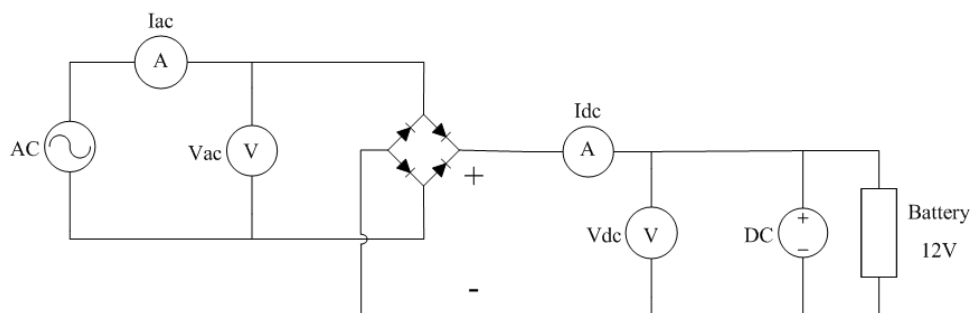 Iac
A
AC
Vac
V
Idc
A
+
Vdc
V
DC
+
−
Battery
12V
-